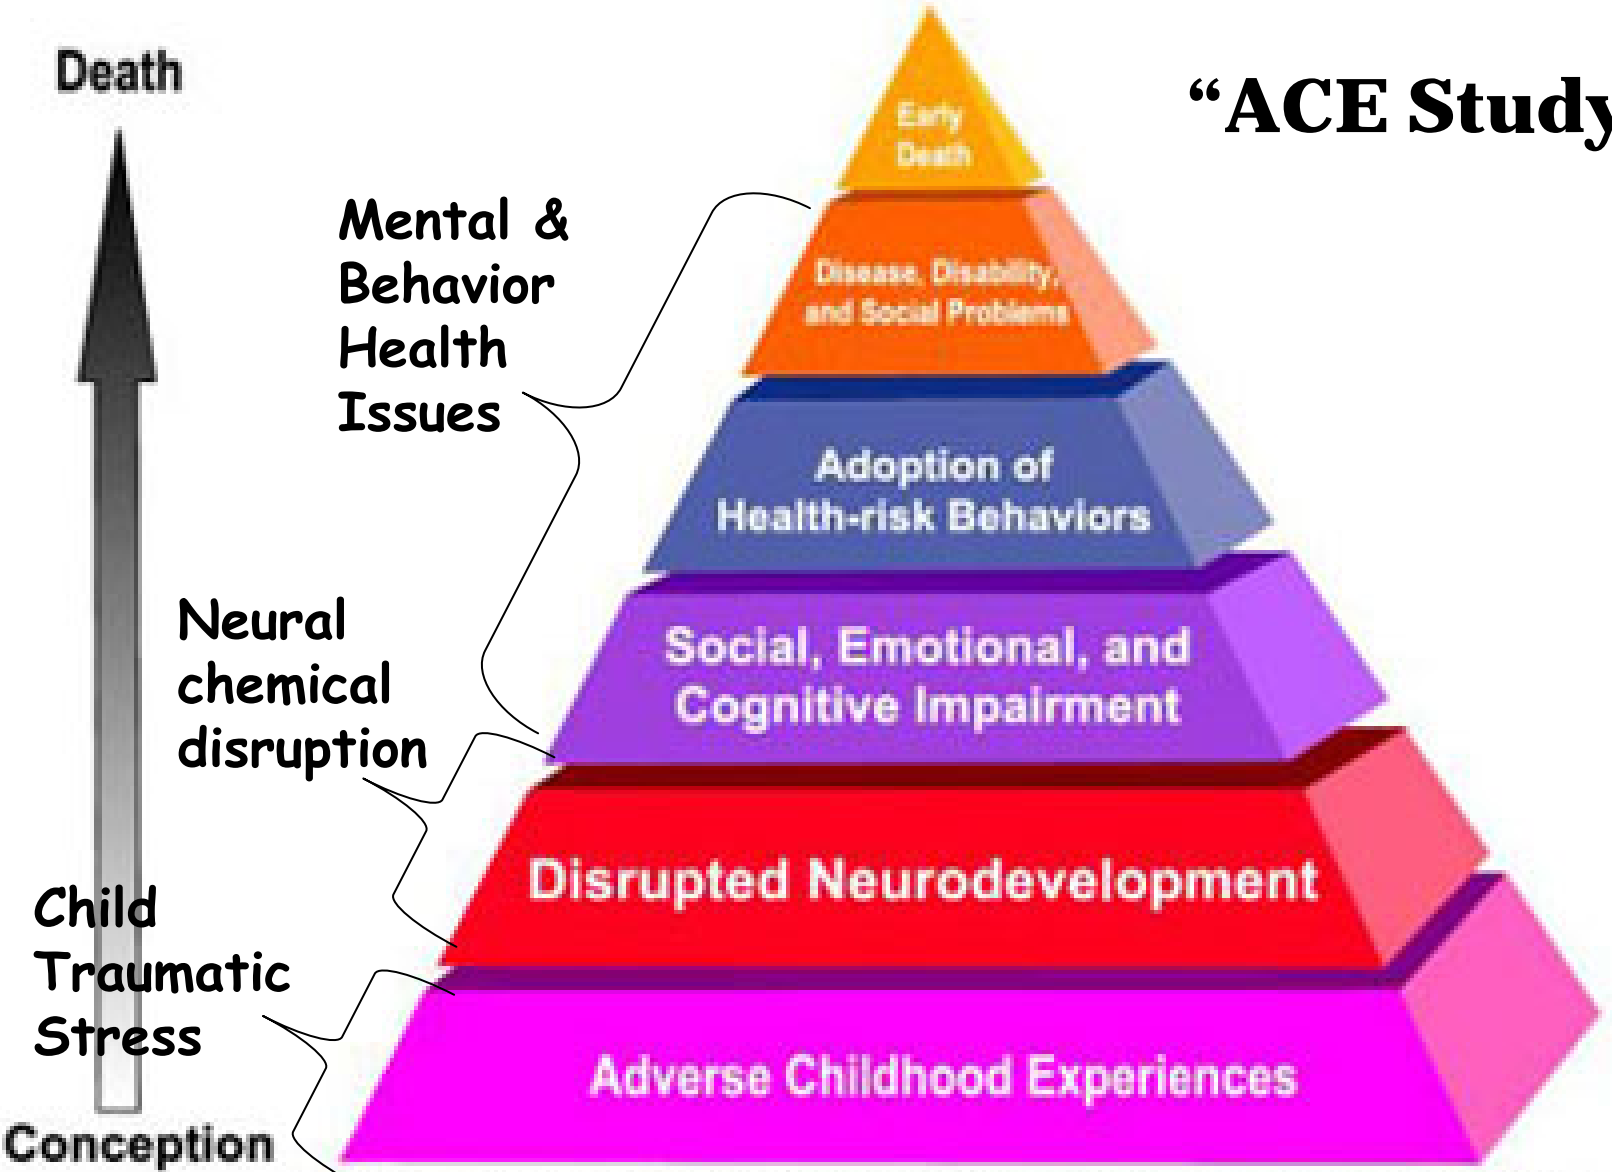 Death
“ACE Study
Early
Death
Mental &
Behavior
Health
Issues
Disease, Disability,
and Social Problems
Adoption of
Health-risk Behaviors
Neural
chemical
disruption
Social, Emotional, and
Cognitive Impairment
Disrupted Neurodevelopment
Child
Traumatic
Stress
Adverse Childhood Experiences
Conception